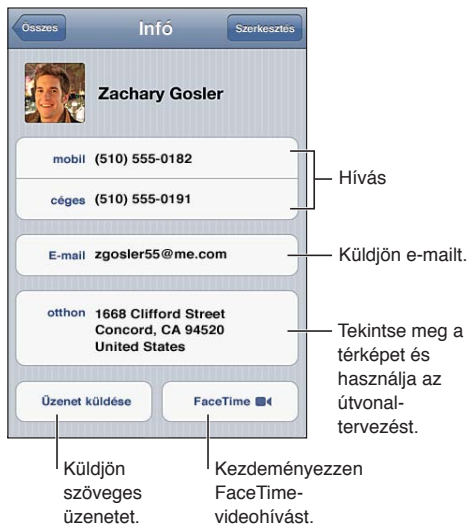 Összes
Infó
Szerkesztés
Zachary Gosler
mobil (510) 555-0182
céges (510) 555-0191
Hívás
E-mail zgosler55@me.com
Küldjön e-mailt.
otthon 1668 Clifford Street
Concord, CA 94520
United States
Tekintse meg a
térképet és
használja az
útvonal-
tervezést.
Üzenet küldése
FaceTime
Küldjön
szöveges
üzenetet.
Kezdeményezzen
FaceTime-
videohívást.